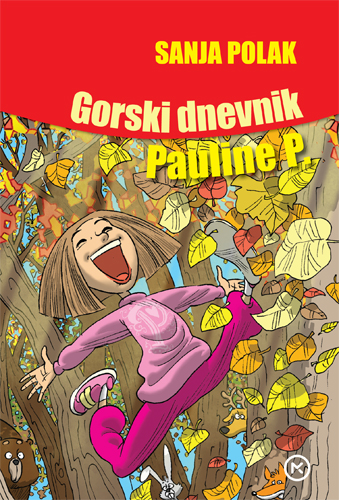 SANJA POLAK
Gorski dnevnik
Pauline P.